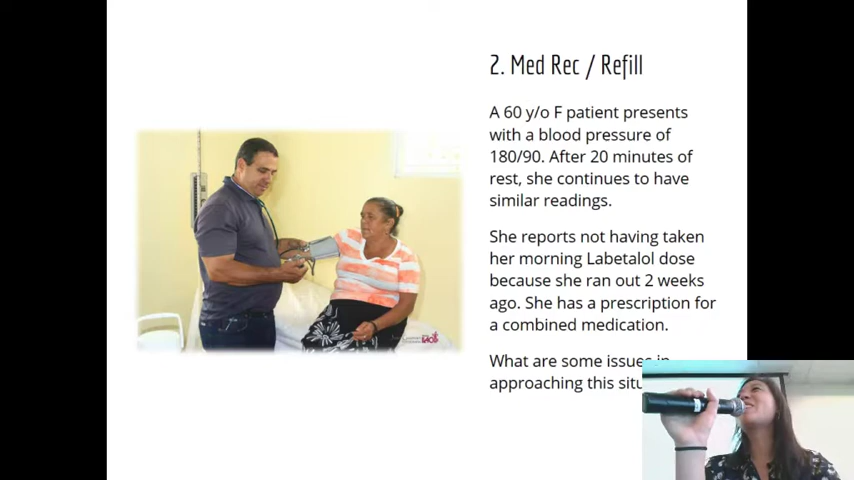 2. Med Rec / Refill
A 60 y/o F patient presents
with a blood pressure of
180/90. After 20 minutes of
rest, she continues to have
similar readings.
She reports not having taken
her morning Labetalol dose
because she ran out 2 weeks
ago. She has a prescription for
a combined medication.
What are some issues in
approaching this